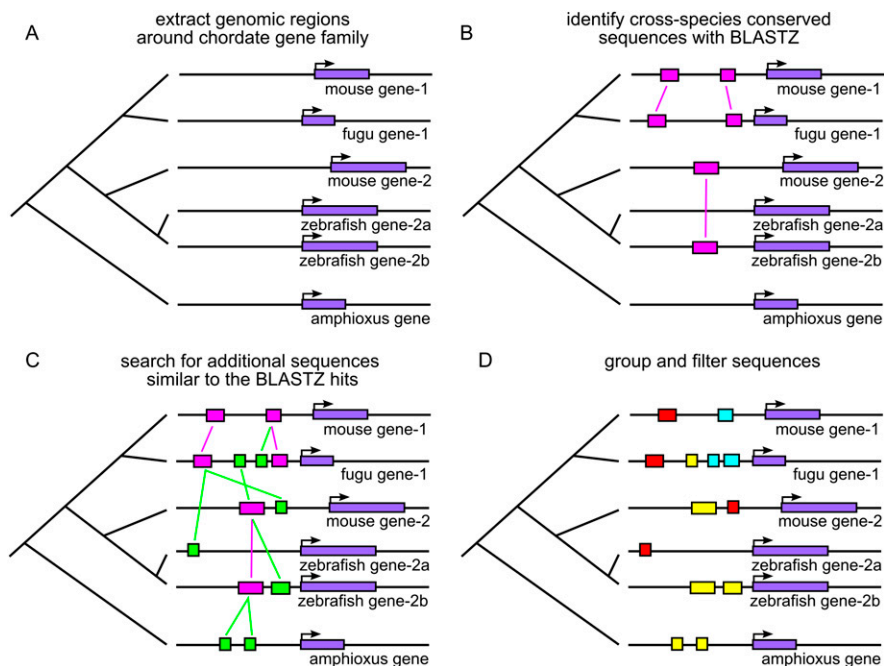 A
extract genomic regions
around chordate gene family
mouse gene-1
fugu gene-1
mouse gene-2
zebrafish gene-2a
zebrafish gene-2b
amphioxus gene
B
identify cross-species conserved
sequences with BLASTZ
mouse gene-1
fugu gene-1
mouse gene-2
zebrafish gene-2a
zebrafish gene-2b
amphioxus gene
C
search for additional sequences
similar to the BLASTZ hits
mouse gene-1
fugu gene-1
mouse gene-2
zebrafish gene-2a
zebrafish gene-2b
amphioxus gene
D
group and filter sequences
mouse gene-1
fugu gene-1
mouse gene-2
zebrafish gene-2a
zebrafish gene-2b
amphioxus gene